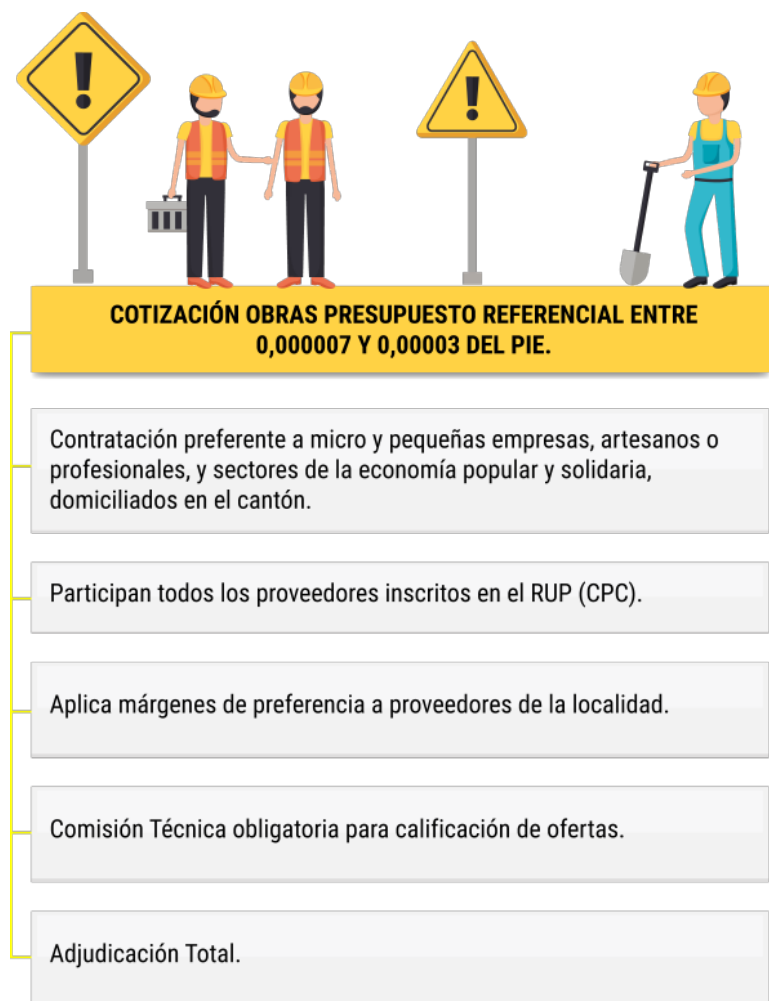 COTIZACIÓN OBRAS PRESUPUESTO REFERENCIAL ENTRE
0,000007 Y 0,00003 DEL PIE.
Contratación preferente a micro y pequeñas empresas, artesanos o
profesionales, y sectores de la economía popular y solidaria,
domiciliados en el cantón.
Participan todos los proveedores inscritos en el RUP (CPC).
Aplica márgenes de preferencia a proveedores de la localidad.
Comisión Técnica obligatoria para calificación de ofertas.
Adjudicación Total.